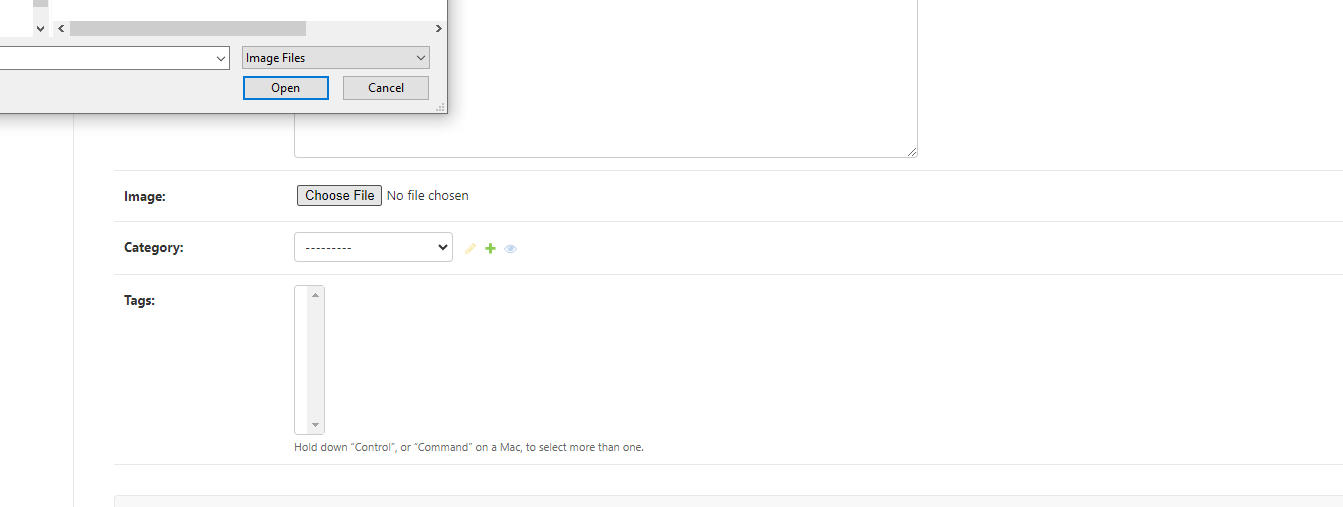 Image Files
Open Cancel
Image: Choose File No file chosen
Category: ---------
Tags:
Hold down “Control”, or “Command” on a Mac, to select more than one.